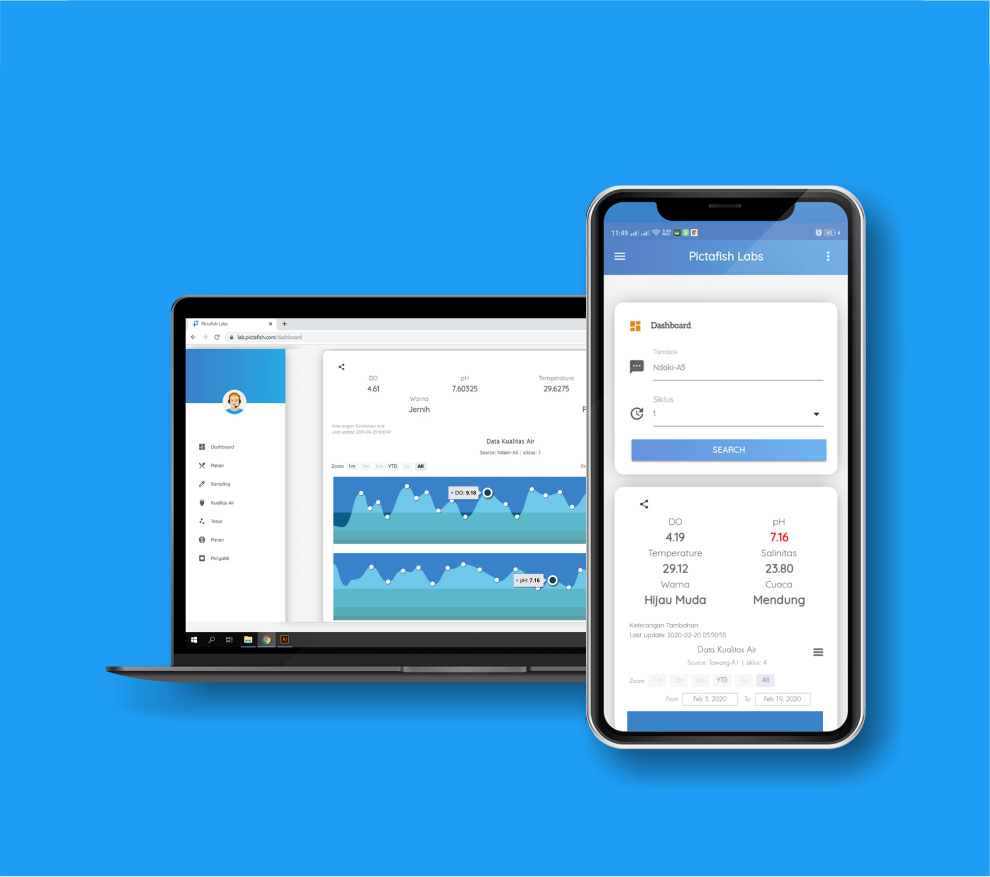 Pictafish Labs
lab.pictafish.com/dashboard
DO
pH
Temperature
4.61
7.60325
29.6275
Warna
Jernih
Keterangan Tambahan
Data Kualitas Air
Source: Ndaki-A5 | siklus: 1
Zoom 1m 3m 6m YTD 1y All
DO: 9.18
pH: 7.16
Dashboard
Pakan
Sampling
Kualitas Air
Tebar
Panen
Penyakit
Ai
11:49
Pictafish Labs
Dashboard
Tambak
Ndaki-A5
Siklus
1
SEARCH
DO pH
4.19 7.16
Temperature Salinitas
29.12 23.80
Warna Cuaca
Hijau Muda Mendung
Keterangan Tambahan:
Last update: 2020-02-20 05:50:55
Data Kualitas Air
Source: Tawang-A1 | siklus: 4
Zoom 1m 3m 6m YTD 1y All
From Feb 5, 2020 To Feb 19, 2020